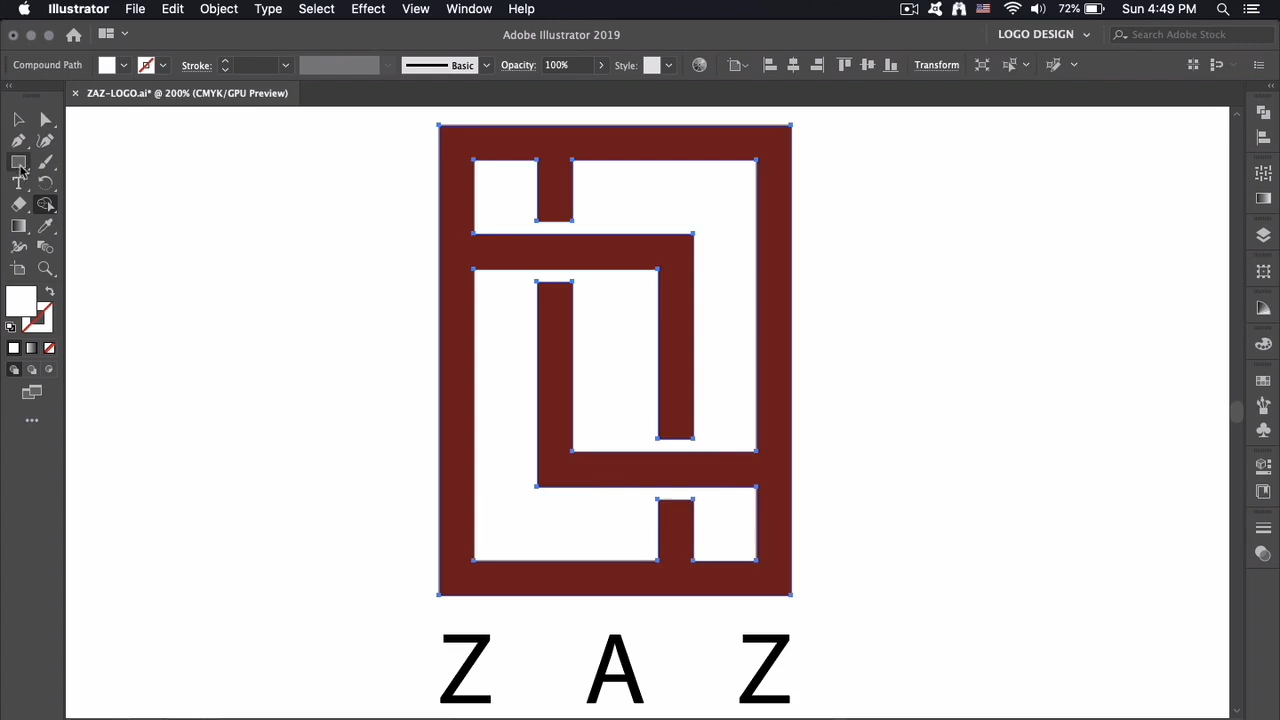 Illustrator File Edit Object Type Select Effect View Window Help 72% Sun 4:49 PM
Adobe Illustrator 2019 LOGO DESIGN Search Adobe Stock
Compound Path Stroke: Basic Opacity: 100% Style: Transform
ZAZ-LOGO.ai* @ 200% (CMYK/GPU Preview)
Z A Z